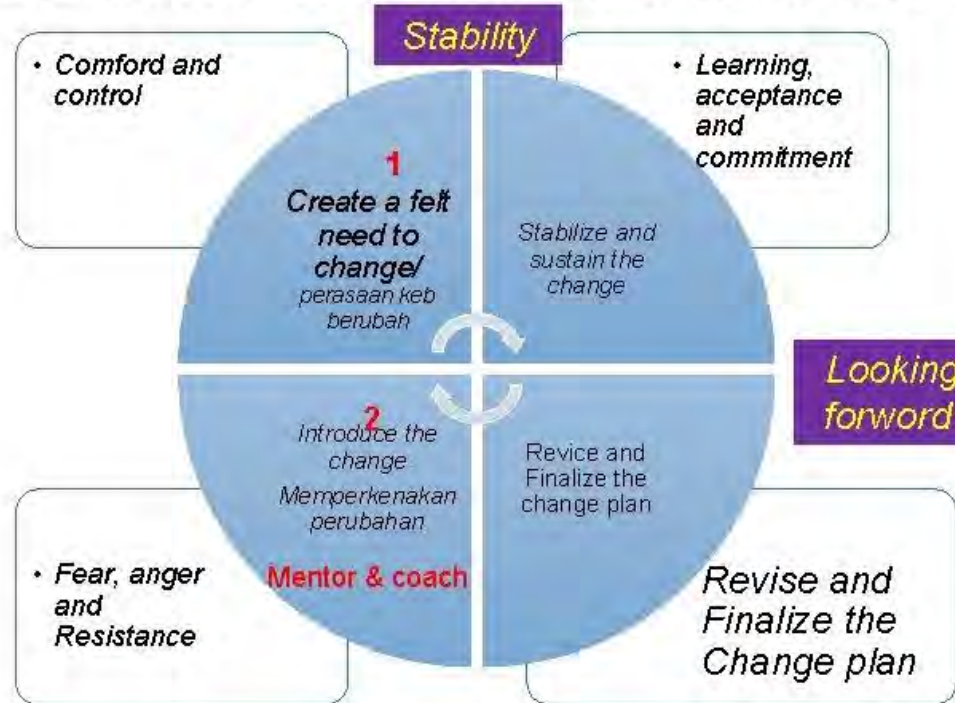 Stability
• Comford and
control
• Learning,
acceptance
and
commitment
1
Create a felt
need to
change/
perasaan keb
berubah
Stabilize and
sustain the
change
Looking
forword
2
Introduce the
change
Memperkenakan
perubahan
Mentor & coach
Revice and
Finalize the
change plan
• Fear, anger
and
Resistance
Revise and
Finalize the
Change plan